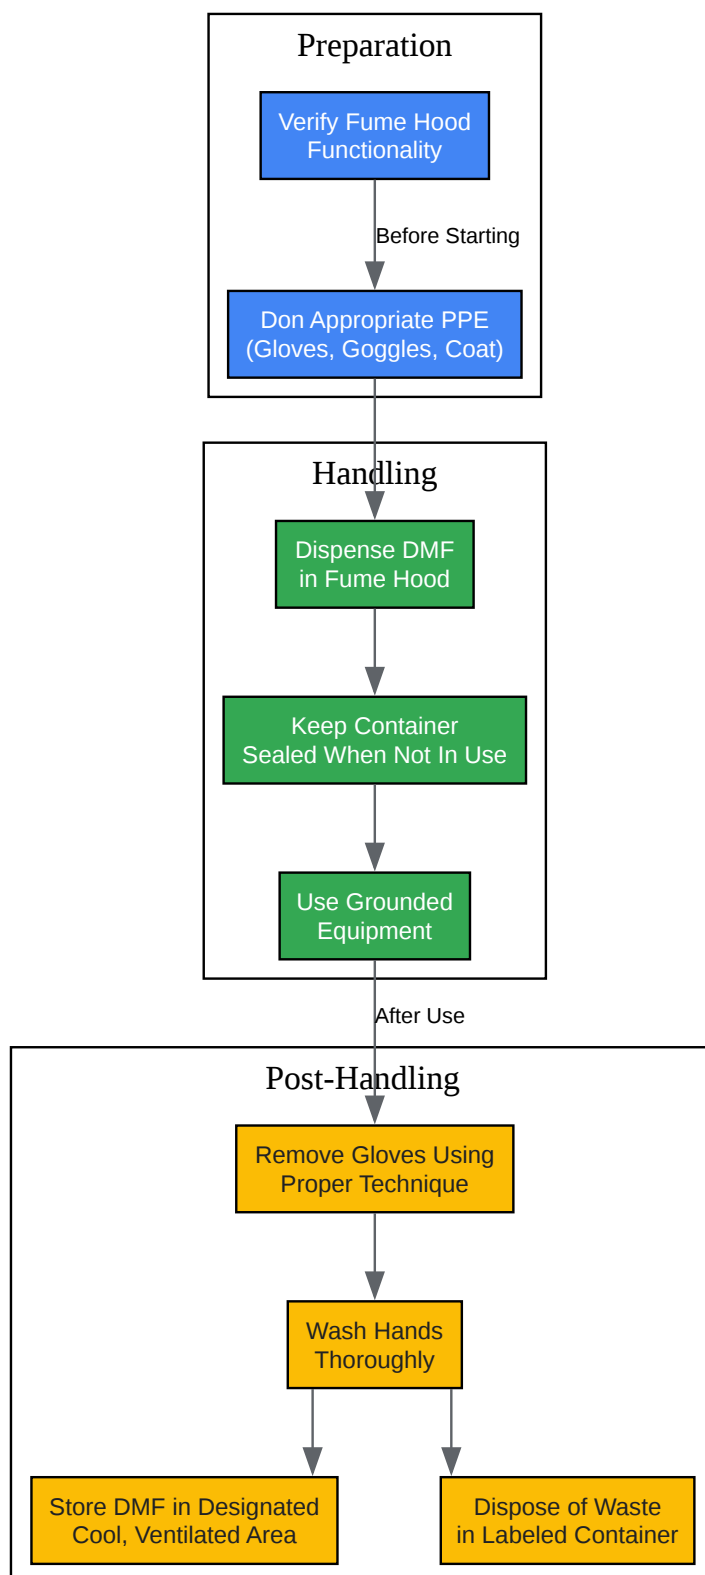 Preparation
Verify Fume Hood
Functionality
Before Starting
Don Appropriate PPE
(Gloves, Goggles, Coat)
Handling
Dispense DMF
in Fume Hood
Keep Container
Sealed When Not In Use
Use Grounded
Equipment
After Use
Post-Handling
Remove Gloves Using
Proper Technique
Wash Hands
Thoroughly
Store DMF in Designated
Cool, Ventilated Area
Dispose of Waste
in Labeled Container